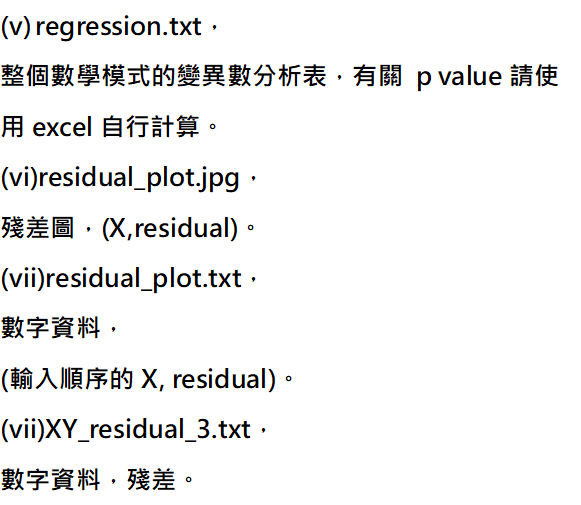 (v) regression.txt，
整個數學模式的變異數分析表，有關 p value 請使
用 excel 自行計算。
(vi)residual_plot.jpg，
殘差圖，(X,residual)。
(vii)residual_plot.txt，
數字資料，
(輸入順序的 X, residual)。
(vii)XY_residual_3.txt，
數字資料，殘差。